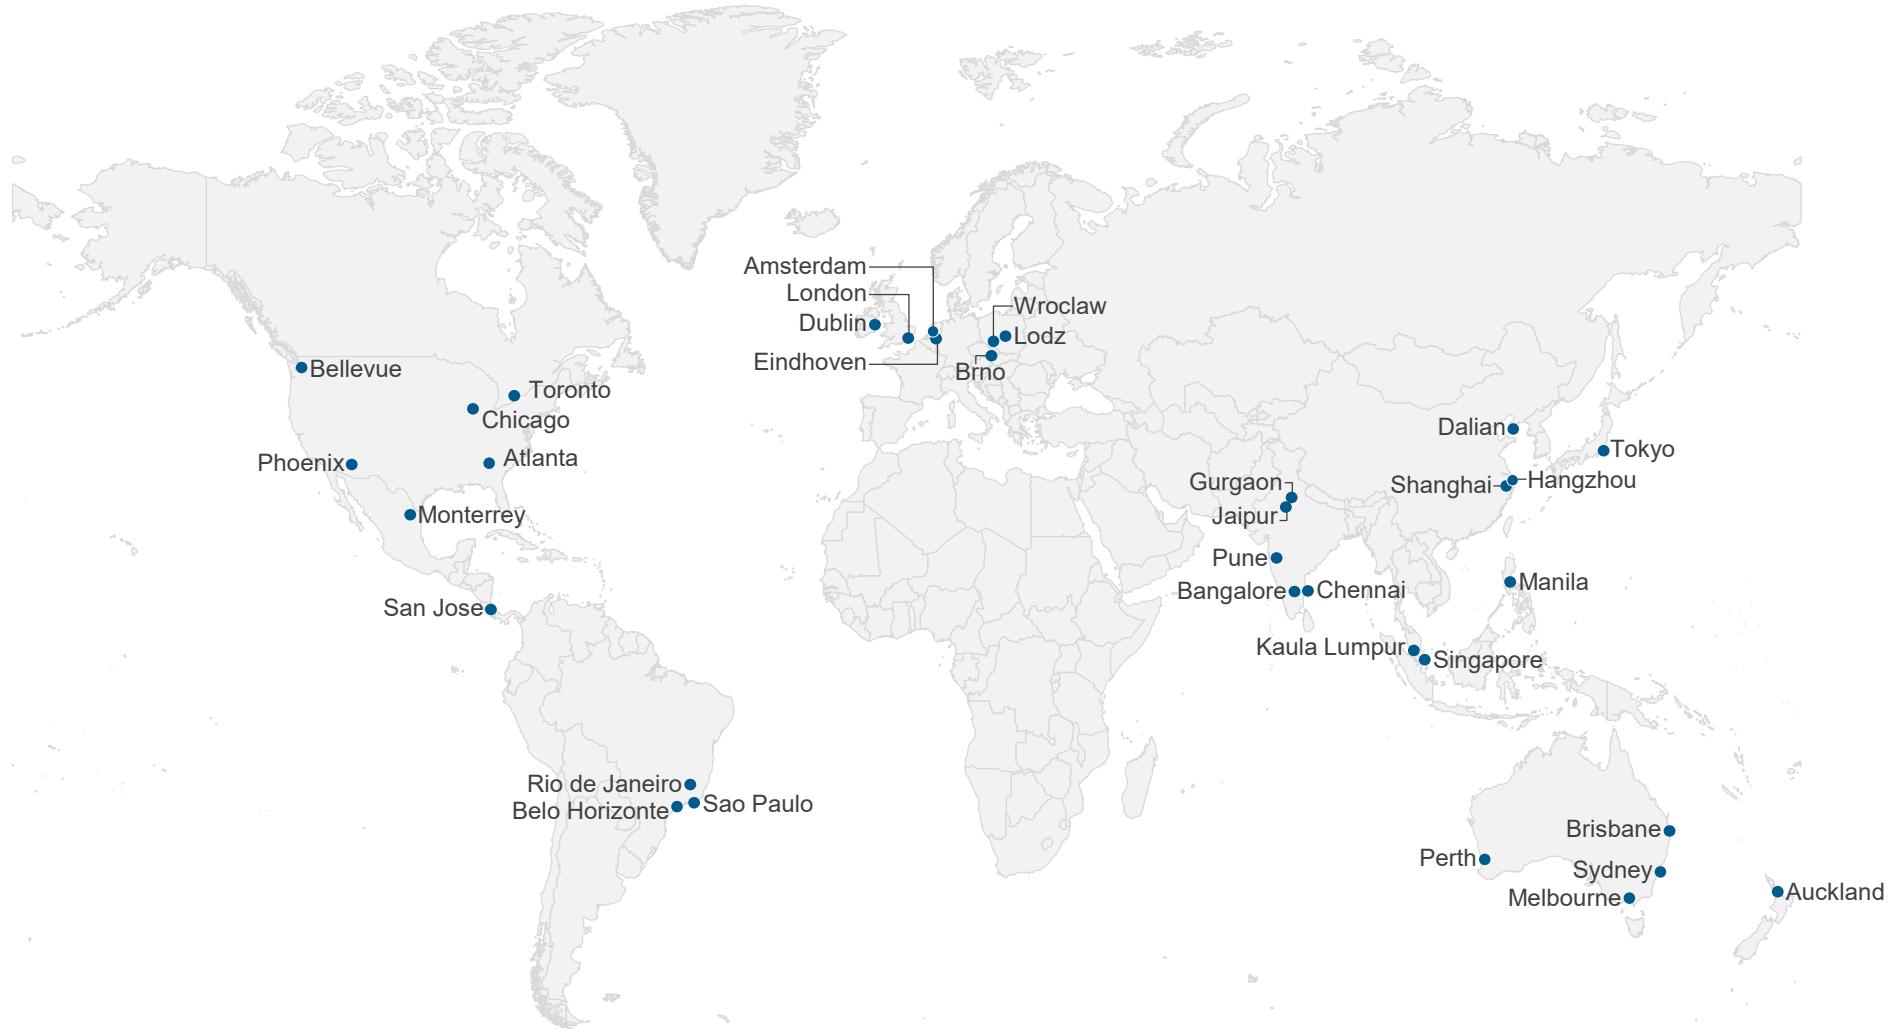 Amsterdam
London
Dublin
Eindhoven
Wroclaw
Lodz
Brno
Bellevue
Toronto
Chicago
Phoenix
Atlanta
Monterrey
San Jose
Rio de Janeiro
Belo Horizonte
Sao Paulo
Dalian
Tokyo
Shanghai
Hangzhou
Gurgaon
Jaipur
Pune
Bangalore
Chennai
Manila
Kaula Lumpur
Singapore
Brisbane
Perth
Sydney
Melbourne
Auckland